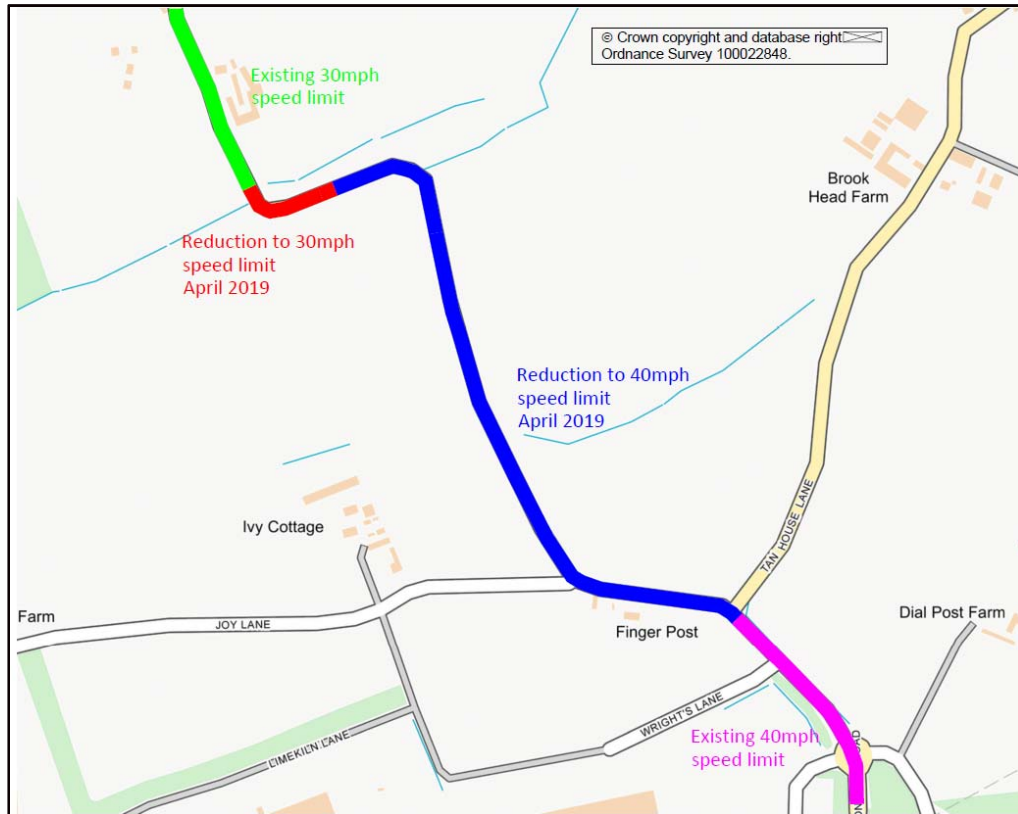 © Crown copyright and database right
Ordnance Survey 100022848.
Existing 30mph
speed limit
Brook
Head Farm
Reduction to 30mph
speed limit
April 2019
Reduction to 40mph
speed limit
April 2019
Ivy Cottage
TAN HOUSE LANE
Farm
JOY LANE
Finger Post
Dial Post Farm
WRIGHT'S LANE
LIMEKILN LANE
Existing 40mph
speed limit